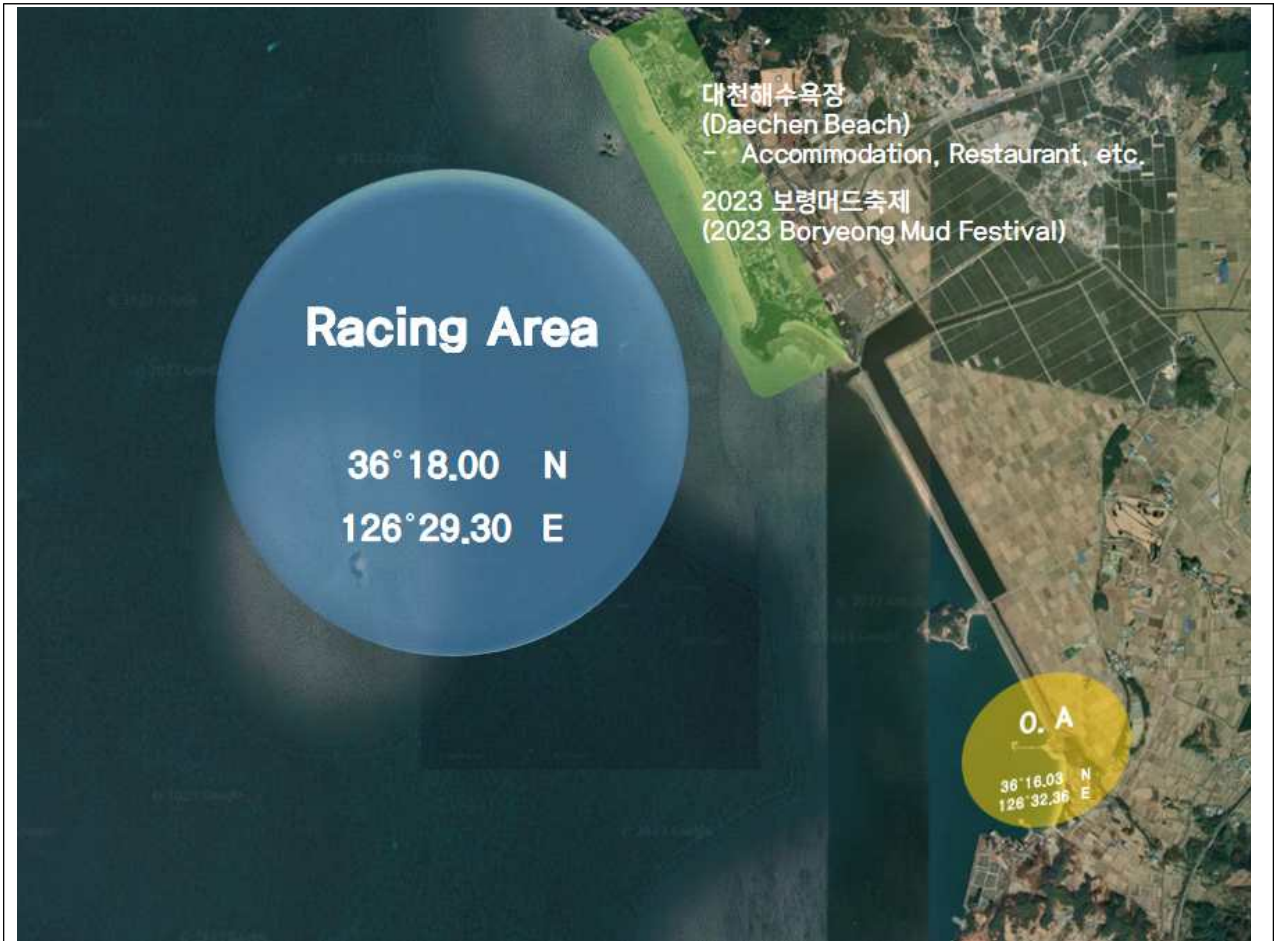 대천해수욕장
(Daechen Beach)
- Accommodation, Restaurant, etc.
2023 보령머드축제
(2023 Boryeong Mud Festival)
Racing Area
36°18.00 N
126°29.30 E
O. A
36°16.03 N
126°32.36 E